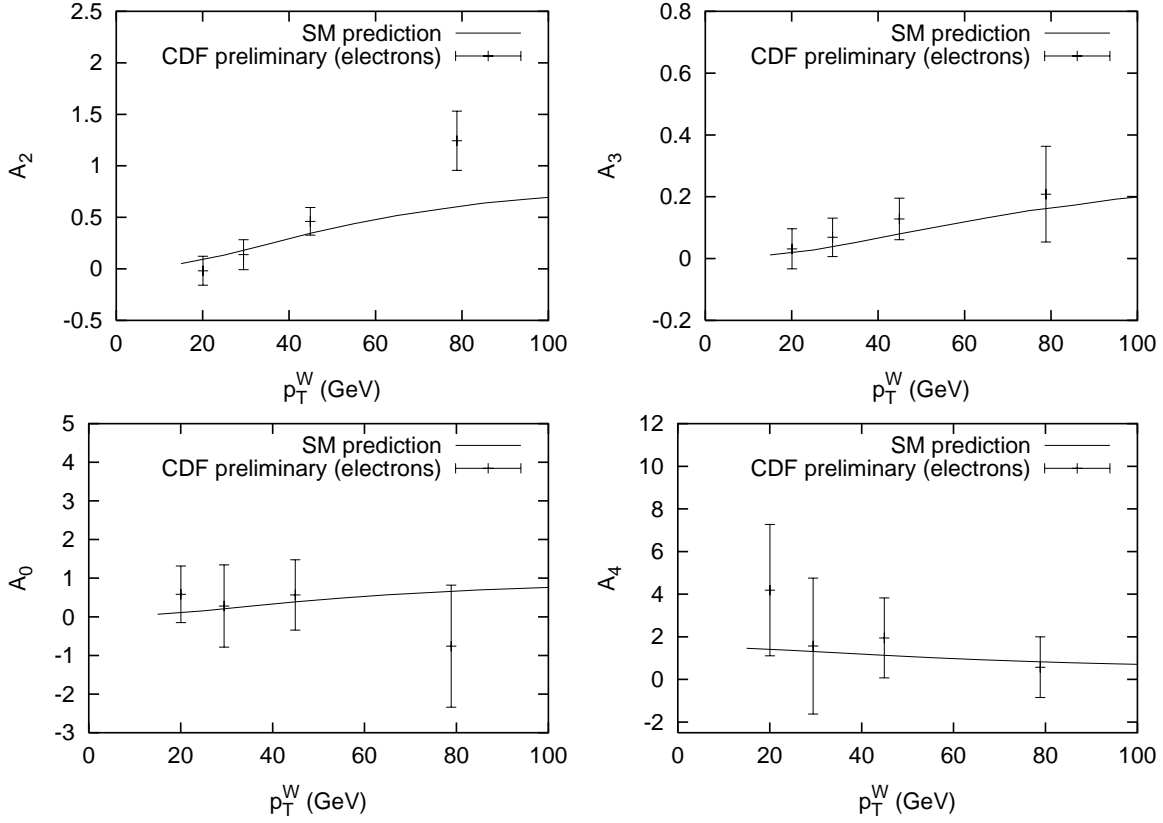 2.5
2
1.5
1
0.5
0
-0.5
A2
SM prediction
CDF preliminary (electrons)
0 20 40 60 80 100
pTW (GeV)
0.8
0.6
0.4
0.2
0
-0.2
A3
SM prediction
CDF preliminary (electrons)
0 20 40 60 80 100
pTW (GeV)
5
4
3
2
1
0
-1
-2
-3
A0
SM prediction
CDF preliminary (electrons)
0 20 40 60 80 100
pTW (GeV)
12
10
8
6
4
2
0
-2
A4
SM prediction
CDF preliminary (electrons)
0 20 40 60 80 100
pTW (GeV)